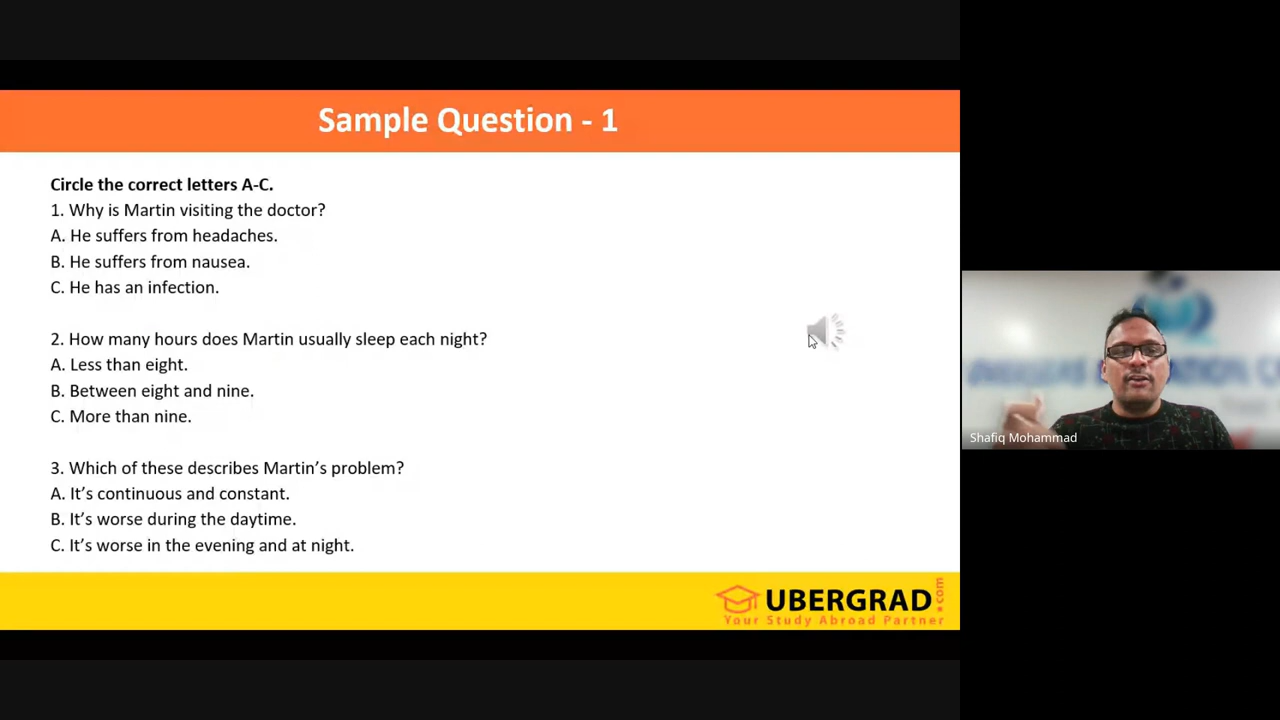 Sample Question - 1
Circle the correct letters A-C.
1. Why is Martin visiting the doctor?
A. He suffers from headaches.
B. He suffers from nausea.
C. He has an infection.
2. How many hours does Martin usually sleep each night?
A. Less than eight.
B. Between eight and nine.
C. More than nine.
3. Which of these describes Martin’s problem?
A. It’s continuous and constant.
B. It’s worse during the daytime.
C. It’s worse in the evening and at night.
UBERGRAD.com
Your Study Abroad Partner
Shafiq Mohammad